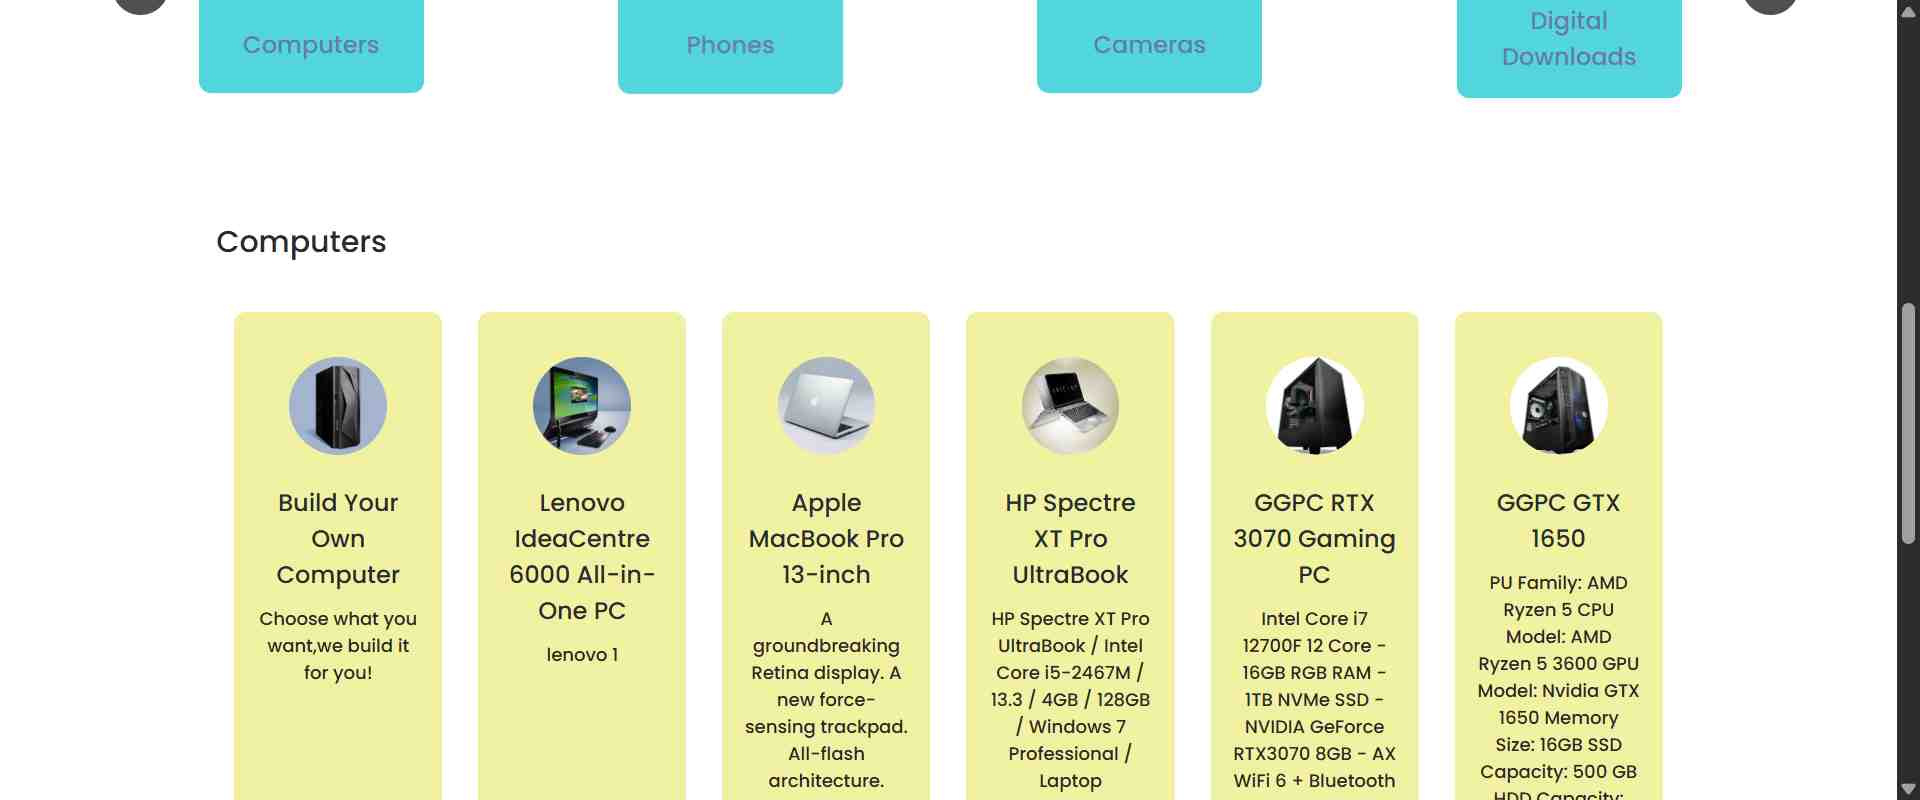 Computers
Phones
Cameras
Digital
Downloads
Computers
Build Your
Own
Computer
Choose what you
want,we build it
for you!
Lenovo
IdeaCentre
6000 All-in-
One PC
lenovo 1
Apple
MacBook Pro
13-inch
A
groundbreaking
Retina display. A
new force-
sensing trackpad.
All-flash
architecture.
HP Spectre
XT Pro
UltraBook
HP Spectre XT Pro
UltraBook / Intel
Core i5-2467M /
13.3 / 4GB / 128GB
/ Windows 7
Professional /
Laptop
GGPC RTX
3070 Gaming
PC
Intel Core i7
12700F 12 Core -
16GB RGB RAM -
1TB NVMe SSD -
NVIDIA GeForce
RTX3070 8GB - AX
WiFi 6 + Bluetooth
GGPC GTX
1650
PU Family: AMD
Ryzen 5 CPU
Model: AMD
Ryzen 5 3600 GPU
Model: Nvidia GTX
1650 Memory
Size: 16GB SSD
Capacity: 500 GB
HDD Capacity: